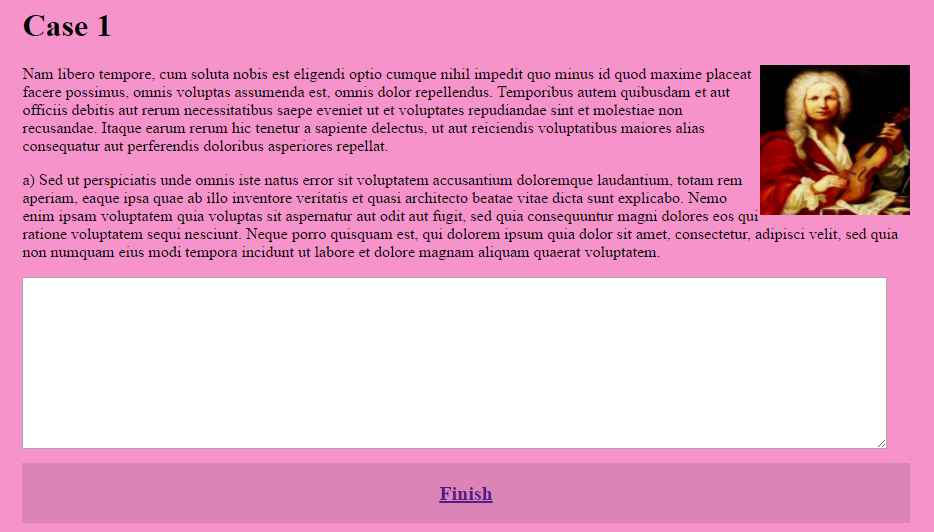 Case 1
Nam libero tempore, cum soluta nobis est eligendi optio cumque nihil impedit quo minus id quod maxime placeat
facere possimus, omnis voluptas assumenda est, omnis dolor repellendus. Temporibus autem quibusdam et aut
officiis debitis aut rerum necessitatibus saepe eveniet ut et voluptates repudiandae sint et molestiae non
recusandae. Itaque earum rerum hic tenetur a sapiente delectus, ut aut reiciendis voluptatibus maiores alias
consequatur aut perferendis doloribus asperiores repellat.
a) Sed ut perspiciatis unde omnis iste natus error sit voluptatem accusantium doloremque laudantium, totam rem
aperiam, eaque ipsa quae ab illo inventore veritatis et quasi architecto beatae vitae dicta sunt explicabo. Nemo
enim ipsam voluptatem quia voluptas sit aspernatur aut odit aut fugit, sed quia consequuntur magni dolores eos qui
ratione voluptatem sequi nesciunt. Neque porro quisquam est, qui dolorem ipsum quia dolor sit amet, consectetur, adipisci velit, sed quia
non numquam eius modi tempora incidunt ut labore et dolore magnam aliquam quaerat voluptatem.
Finish